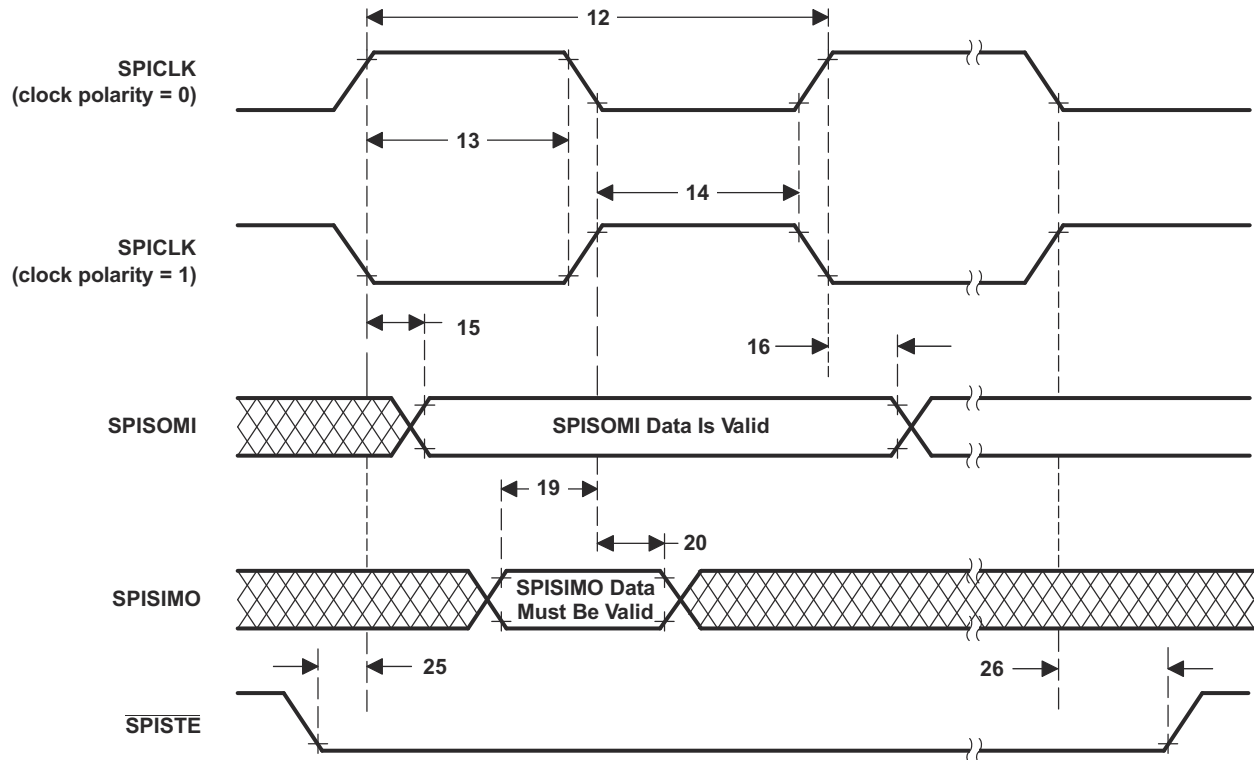 12
SPICLK
(clock polarity = 0)
13
14
SPICLK
(clock polarity = 1)
15
16
SPISOMI
SPISOMI Data Is Valid
19
20
SPISIMO
SPISIMO Data
Must Be Valid
25
26
SPISTE